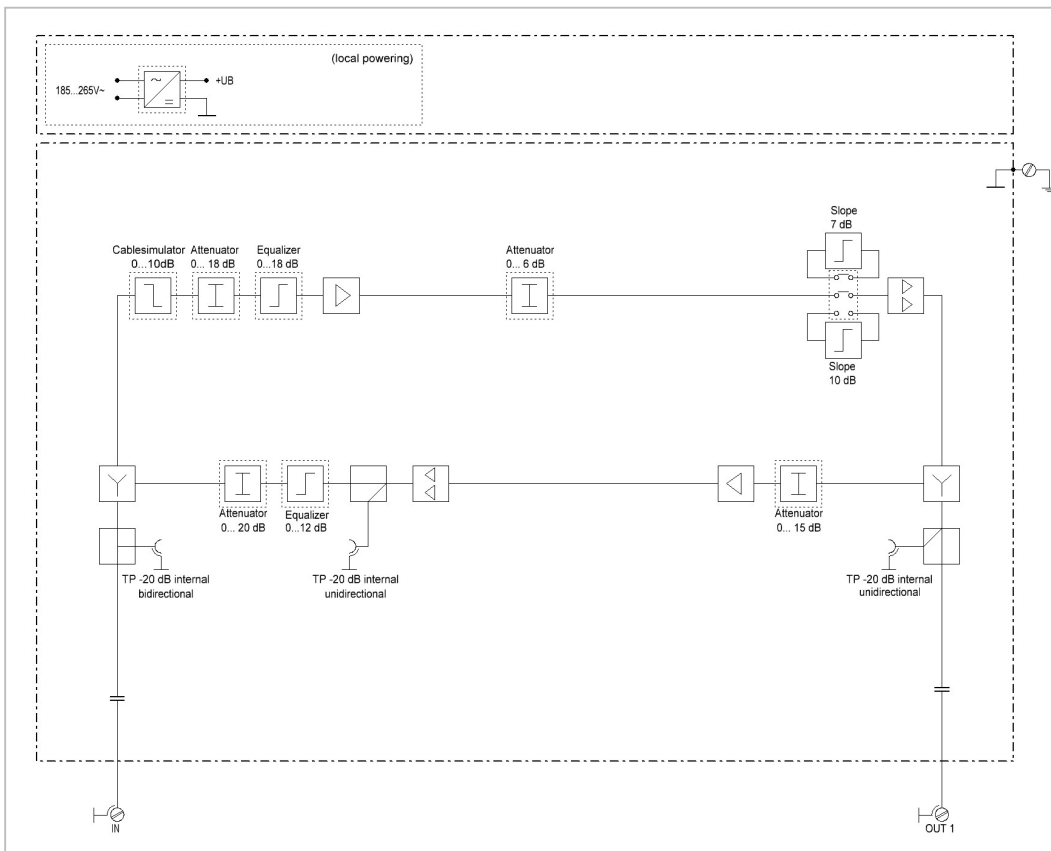 (local powering)
185...265V~
+UB
Slope
7 dB
Cablesimulator
0...10dB
Attenuator
0... 18 dB
Equalizer
0...18 dB
Attenuator
0... 6 dB
Slope
10 dB
Attenuator
0... 20 dB
Equalizer
0...12 dB
Attenuator
0... 15 dB
TP -20 dB internal
bidirectional
TP -20 dB internal
unidirectional
TP -20 dB internal
unidirectional
IN
OUT 1